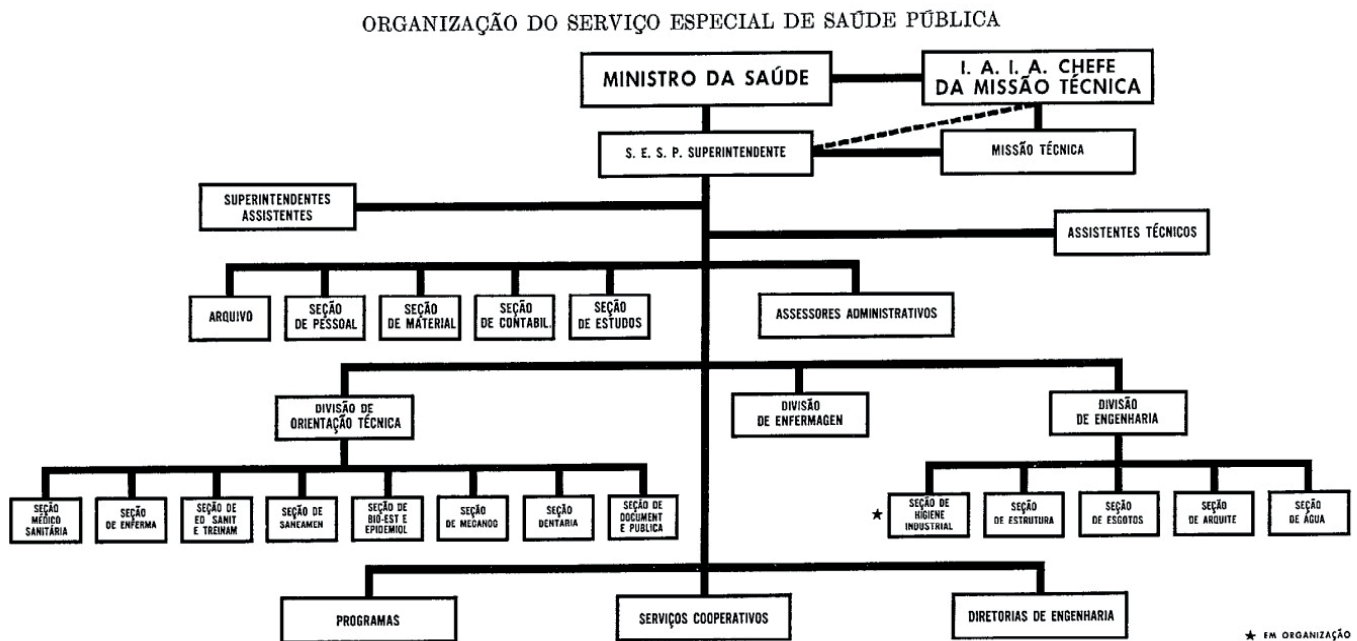 ORGANIZAÇÃO DO SERVIÇO ESPECIAL DE SAÚDE PÚBLICA
MINISTRO DA SAÚDE
I. A. I. A. CHEFE
DA MISSÃO TÉCNICA
S. E. S. P. SUPERINTENDENTE
MISSÃO TÉCNICA
SUPERINTENDENTES
ASSISTENTES
ASSISTENTES TÉCNICOS
ARQUIVO
SEÇÃO
DE PESSOAL
SEÇÃO
DE MATERIAL
SEÇÃO
DE CONTABIL.
SEÇÃO
DE ESTUDOS
ASSESSORES ADMINISTRATIVOS
DIVISÃO DE
ORIENTAÇÃO TÉCNICA
DIVISÃO
DE ENFERMAGEN
DIVISÃO
DE ENGENHARIA
SEÇÃO
MÉDICO
SANITÁRIA
SEÇÃO
DE ENFERMA
SEÇÃO DE
ED SANIT
E TREINAM
SEÇÃO DE
SANEAMEN
SEÇÃO DE
BIO-EST E
EPIDEMIOL
SEÇÃO
DE MECANOG
SEÇÃO
DENTARIA
SEÇÃO DE
DOCUMENT
E PUBLICA
★
SEÇÃO DE
HIGIENE
INDUSTRIAL
SEÇÃO
DE ESTRUTURA
SEÇÃO
DE ESGOTOS
SEÇÃO
DE ARQUITE
SEÇÃO
DE ÁGUA
PROGRAMAS
SERVIÇOS COOPERATIVOS
DIRETORIAS DE ENGENHARIA
★ EM ORGANIZAÇÃO